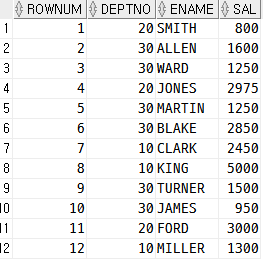 ROWNUM DEPTNO ENAME SAL
1 1 20 SMITH 800
2 2 30 ALLEN 1600
3 3 30 WARD 1250
4 4 20 JONES 2975
5 5 30 MARTIN 1250
6 6 30 BLAKE 2850
7 7 10 CLARK 2450
8 8 10 KING 5000
9 9 30 TURNER 1500
10 10 30 JAMES 950
11 11 20 FORD 3000
12 12 10 MILLER 1300